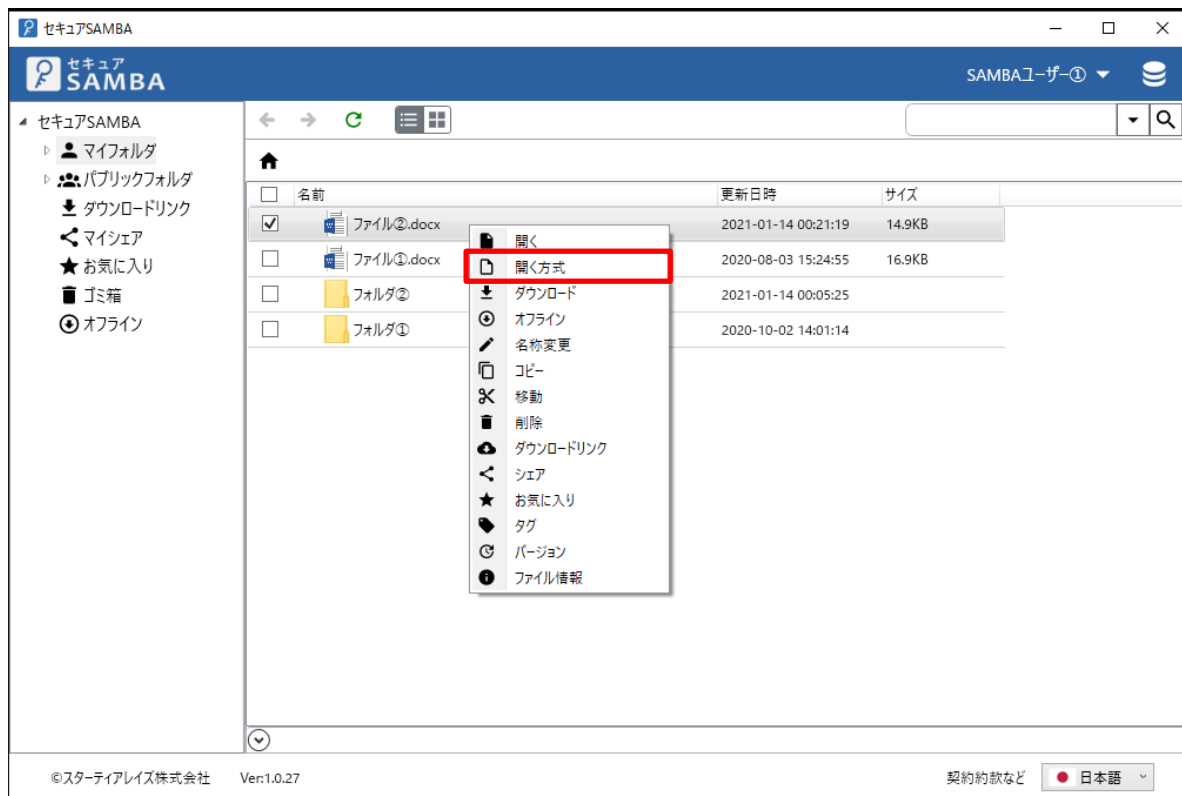 セキュアSAMBA
セキュア
SAMBA
SAMBAユーザー①
セキュアSAMBA
マイフォルダ
パブリックフォルダ
ダウンロードリンク
マイシェア
お気に入り
ゴミ箱
オフライン
名前 更新日時 サイズ
ファイル②.docx 2021-01-14 00:21:19 14.9KB
ファイル①.docx 2020-08-03 15:24:55 16.9KB
フォルダ② 2021-01-14 00:05:25
フォルダ① 2020-10-02 14:01:14
開く
開く方式
ダウンロード
オフライン
名称変更
コピー
移動
削除
ダウンロードリンク
シェア
お気に入り
タグ
バージョン
ファイル情報
©スターティアレイズ株式会社 Ver:1.0.27 契約約款など 日本語